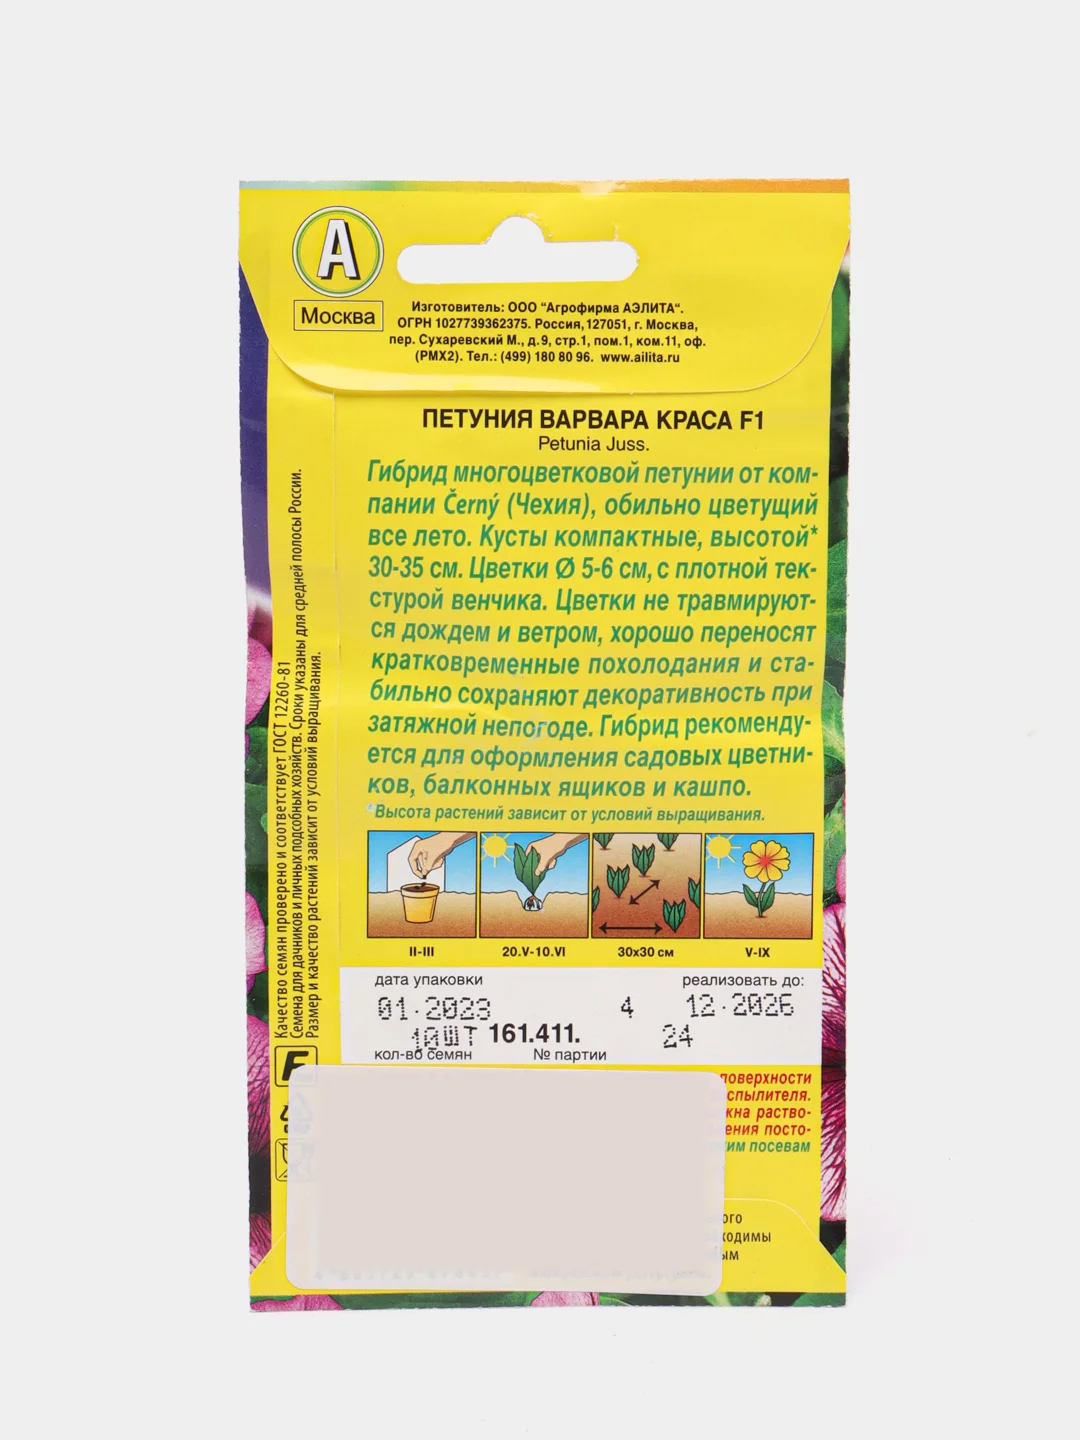 А
Москва
Изготовитель: ООО "Агрофирма АЭЛИТА".
ОГРН 1027739362375. Россия, 127051, г. Москва,
пер. Сухаревский М., д.9, стр.1, пом.1, ком.11, оф.
(РМХ2). Тел.: (499) 180 80 96. www.ailita.ru
ПЕТУНИЯ ВАРВАРА КРАСА F1
Petunia Juss.
Гибрид многоцветковой петунии от ком-
пании Černý (Чехия), обильно цветущий
все лето. Кусты компактные, высотой*
30-35 см. Цветки Ø 5-6 см, с плотной тек-
стурой венчика. Цветки не травмируют-
ся дождем и ветром, хорошо переносят
кратковременные похолодания и ста-
бильно сохраняют декоративность при
затяжной непогоде. Гибрид рекоменду-
ется для оформления садовых цветни-
ков, балконных ящиков и кашпо.
*Высота растений зависит от условий выращивания.
II-III
20.V-10.VI
30х30 см
V-IX
дата упаковки
реализовать до:
01.2023
4
12.2026
10ШТ
161.411.
24
кол-во семян
№ партии
поверхности
спылителя.
жна раство-
ения посто-
ким посевам
ого
ходимы
ым
Качество семян проверено и соответствует ГОСТ 12260-81
Семена для дачников и личных подсобных хозяйств. Сроки указаны для средней полосы России.
Размер и качество растений зависит от условий выращивания.